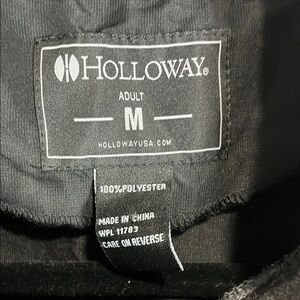 HOLLOWAY®
ADULT
M
HOLLOWAYUSA.COM
100%POLYESTER
MADE IN CHINA
WPL 11783
CARE ON REVERSE